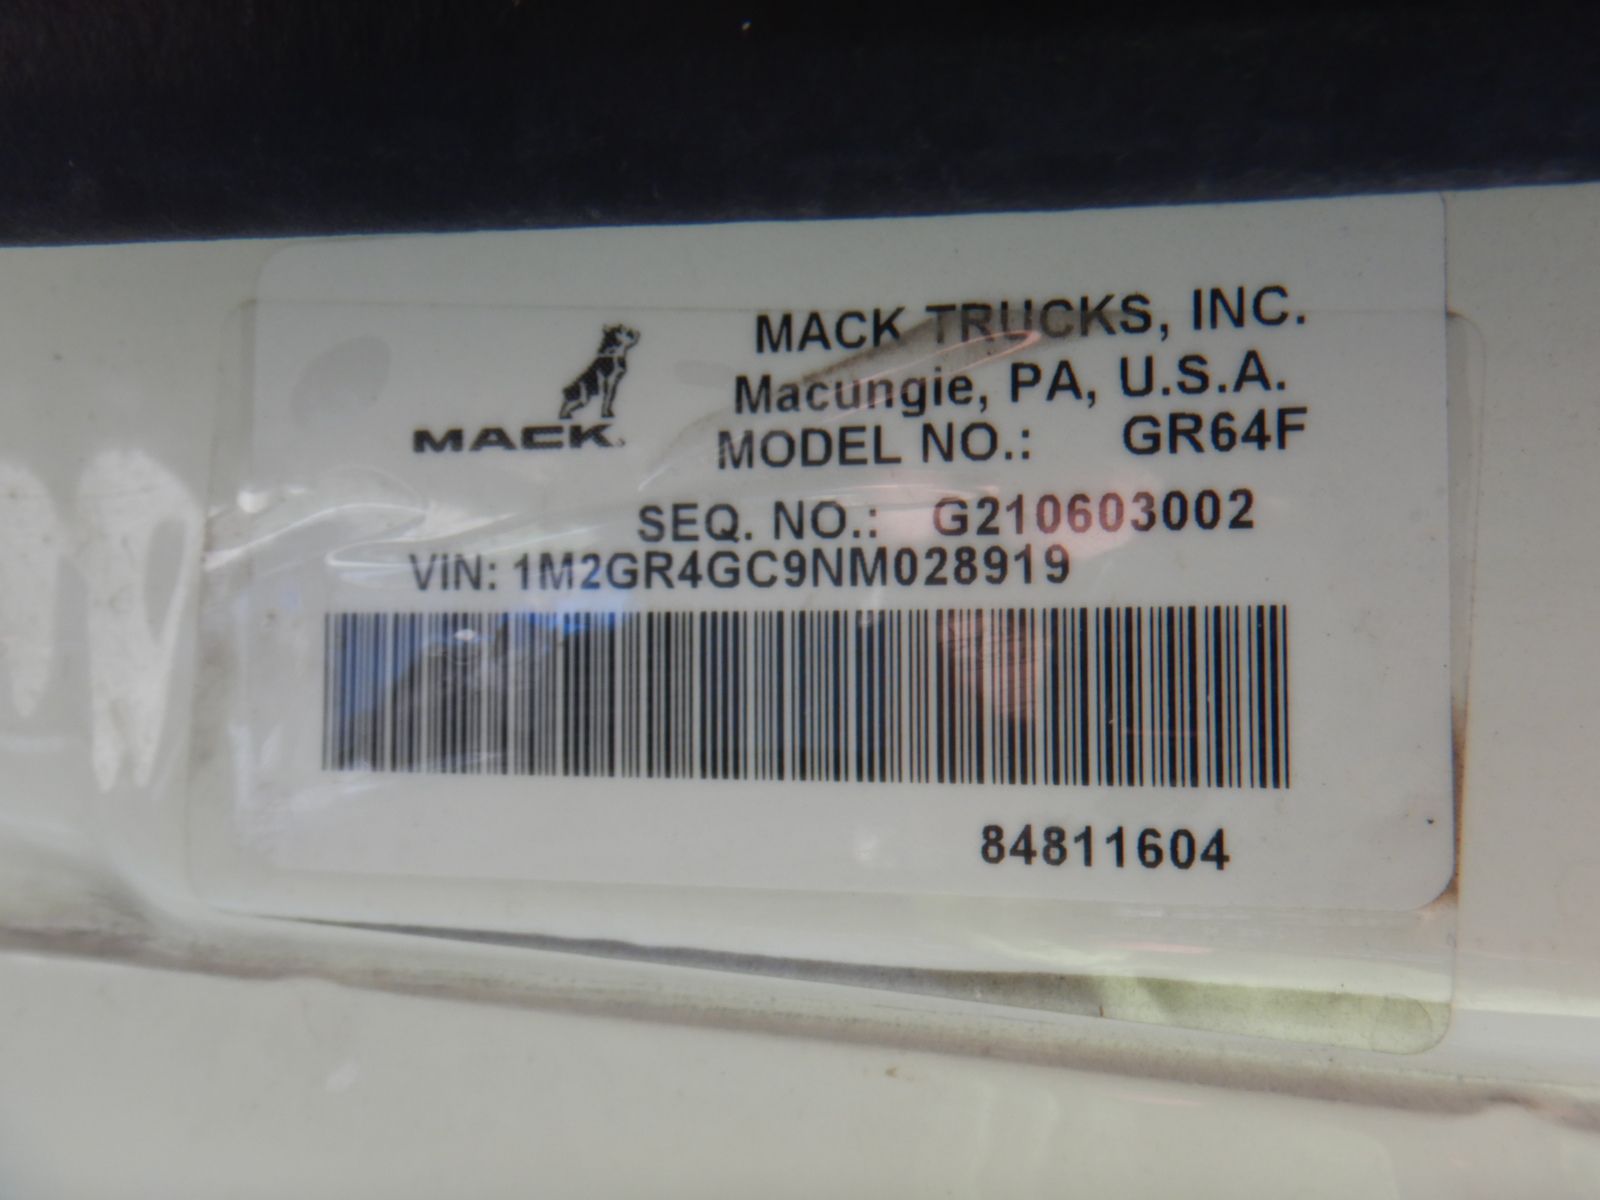 MACK TRUCKS, INC.
Macungie, PA, U.S.A.
MACK
MODEL NO.: GR64F
SEQ. NO.: G210603002
VIN: 1M2GR4GC9NM028919
84811604